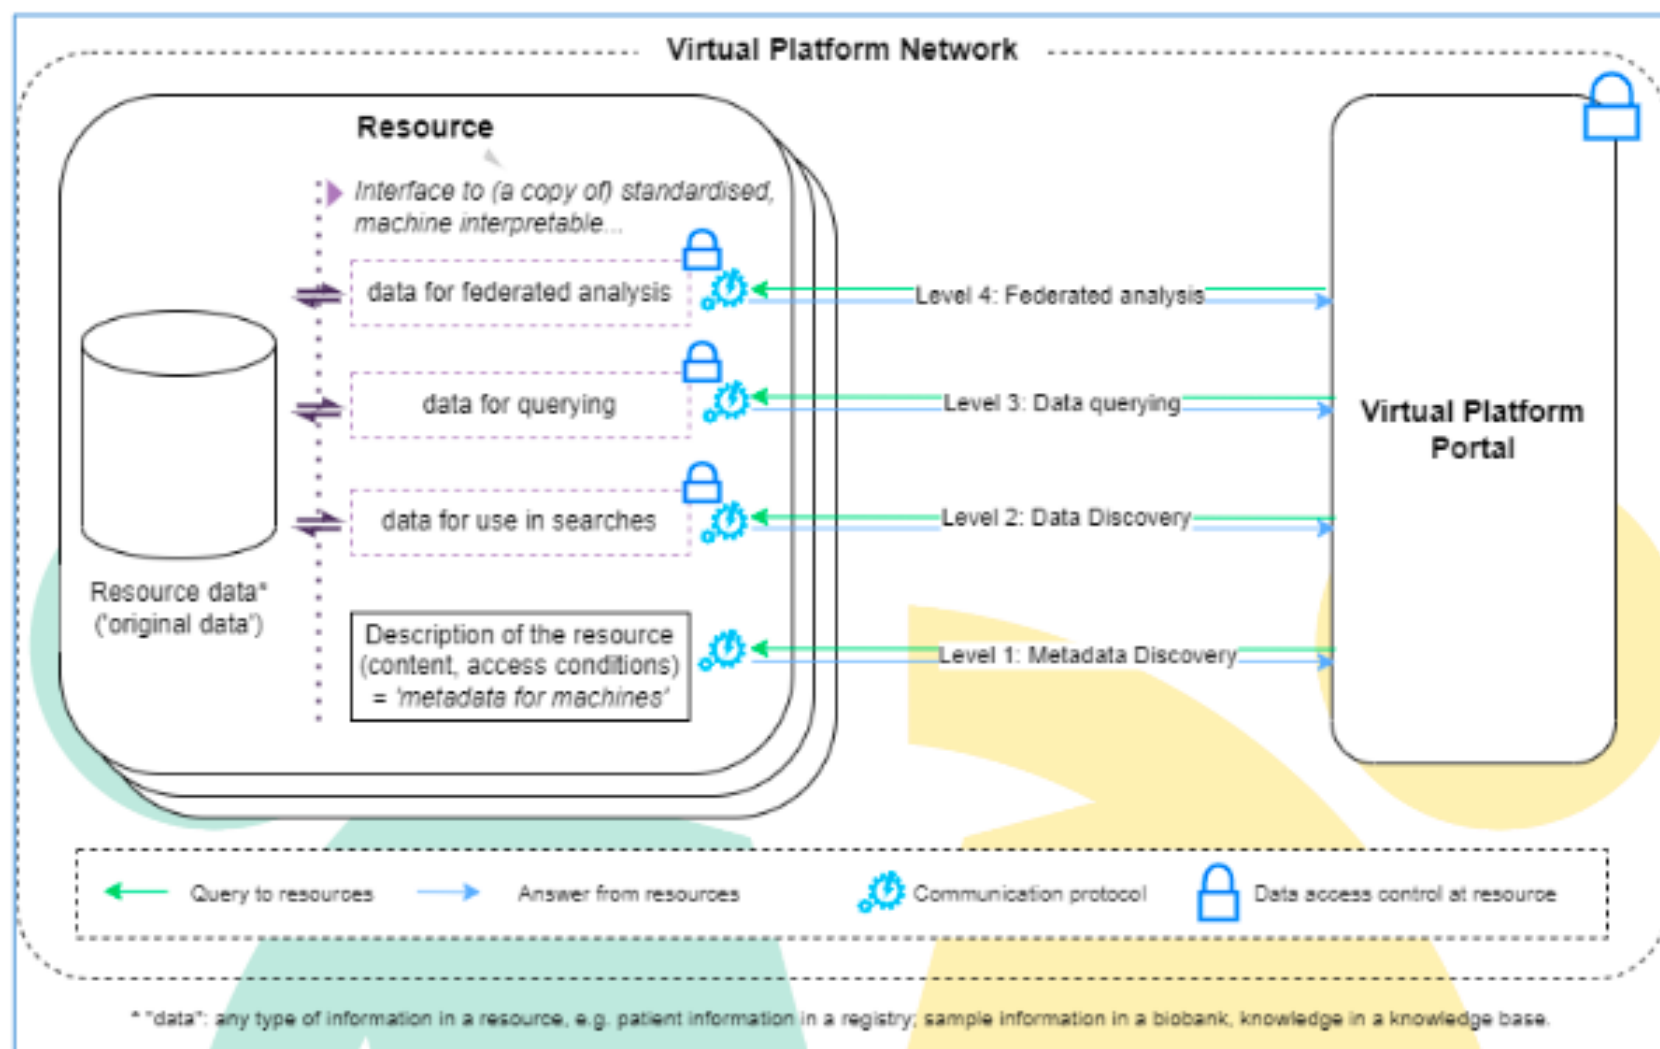 Virtual Platform Network
Resource
Interface to (a copy of) standardised,
machine interpretable...
data for federated analysis
Level 4: Federated analysis
data for querying
Level 3: Data querying
Virtual Platform
Portal
data for use in searches
Level 2: Data Discovery
Resource data*
('original data')
Description of the resource
(content, access conditions)
= 'metadata for machines'
Level 1: Metadata Discovery
Query to resources
Answer from resources
Communication protocol
Data access control at resource
* "data": any type of information in a resource, e.g. patient information in a registry; sample information in a biobank, knowledge in a knowledge base.